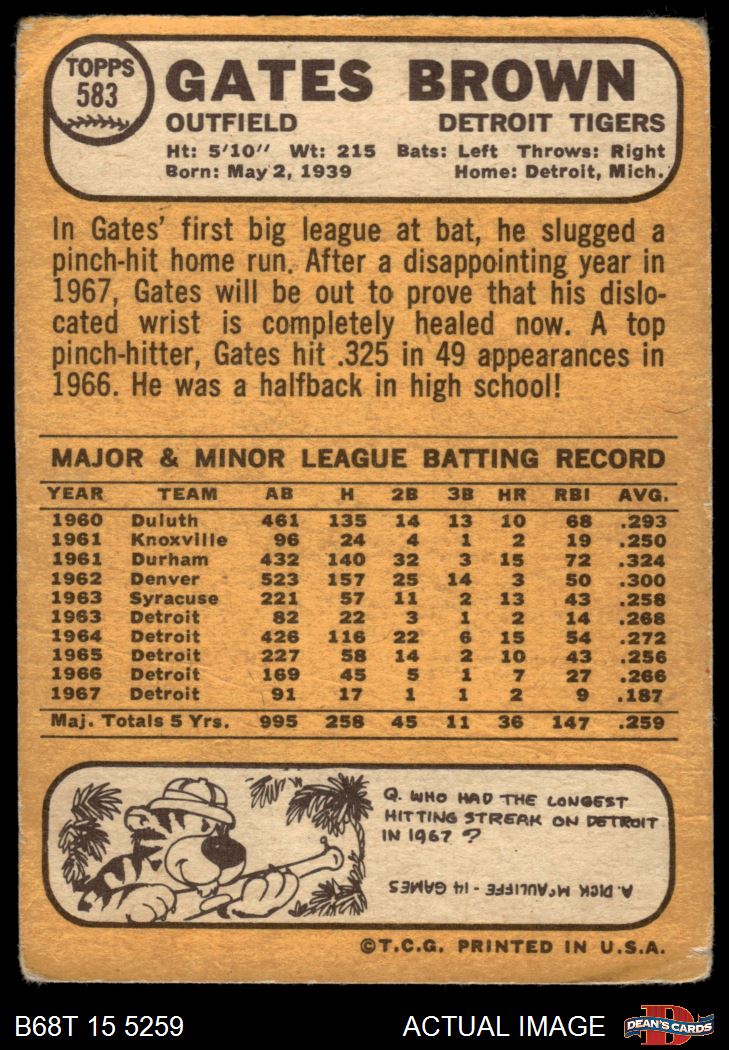 TOPPS
583
GATES BROWN
OUTFIELD DETROIT TIGERS
Ht: 5'10" Wt: 215 Bats: Left Throws: Right
Born: May 2, 1939 Home: Detroit, Mich.
In Gates' first big league at bat, he slugged a
pinch-hit home run. After a disappointing year in
1967, Gates will be out to prove that his dislo-
cated wrist is completely healed now. A top
pinch-hitter, Gates hit .325 in 49 appearances in
1966. He was a halfback in high school!
MAJOR & MINOR LEAGUE BATTING RECORD
YEAR TEAM AB H 2B 3B HR RBI AVG.
1960 Duluth 461 135 14 13 10 68 .293
1961 Knoxville 96 24 4 1 2 19 .250
1961 Durham 432 140 32 3 15 72 .324
1962 Denver 523 157 25 14 3 50 .300
1963 Syracuse 221 57 11 2 13 43 .258
1963 Detroit 82 22 3 1 2 14 .268
1964 Detroit 426 116 22 6 15 54 .272
1965 Detroit 227 58 14 2 10 43 .256
1966 Detroit 169 45 5 1 7 27 .266
1967 Detroit 91 17 1 1 2 9 .187
Maj. Totals 5 Yrs. 995 258 45 11 36 147 .259
Q. WHO HAD THE LONGEST
HITTING STREAK ON DETROIT
IN 1967 ?
A. DICK McAULIFFE - 14 GAMES
©T.C.G. PRINTED IN U.S.A.
B68T 15 5259 ACTUAL IMAGE
D
DEAN'S CARDS